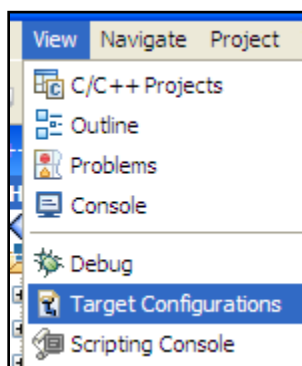 View Navigate Project
C/C++ Projects
Outline
Problems
Console
Debug
Target Configurations
Scripting Console